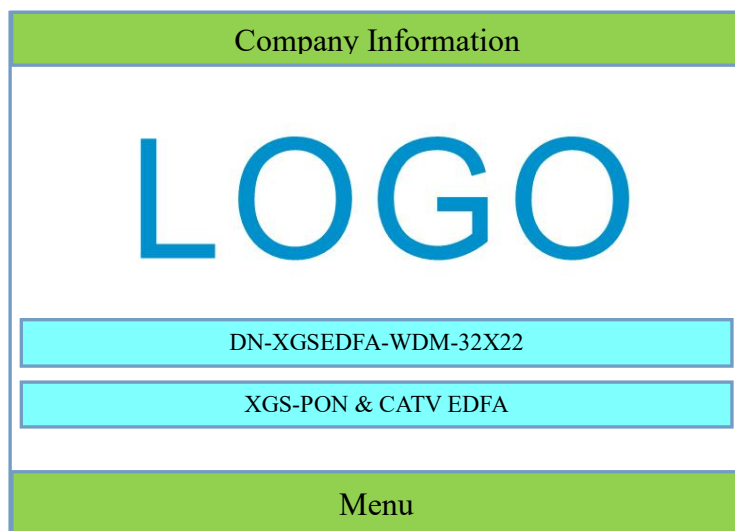 Company Information
LOGO
DN-XGSEDFA-WDM-32X22
XGS-PON & CATV EDFA
Menu